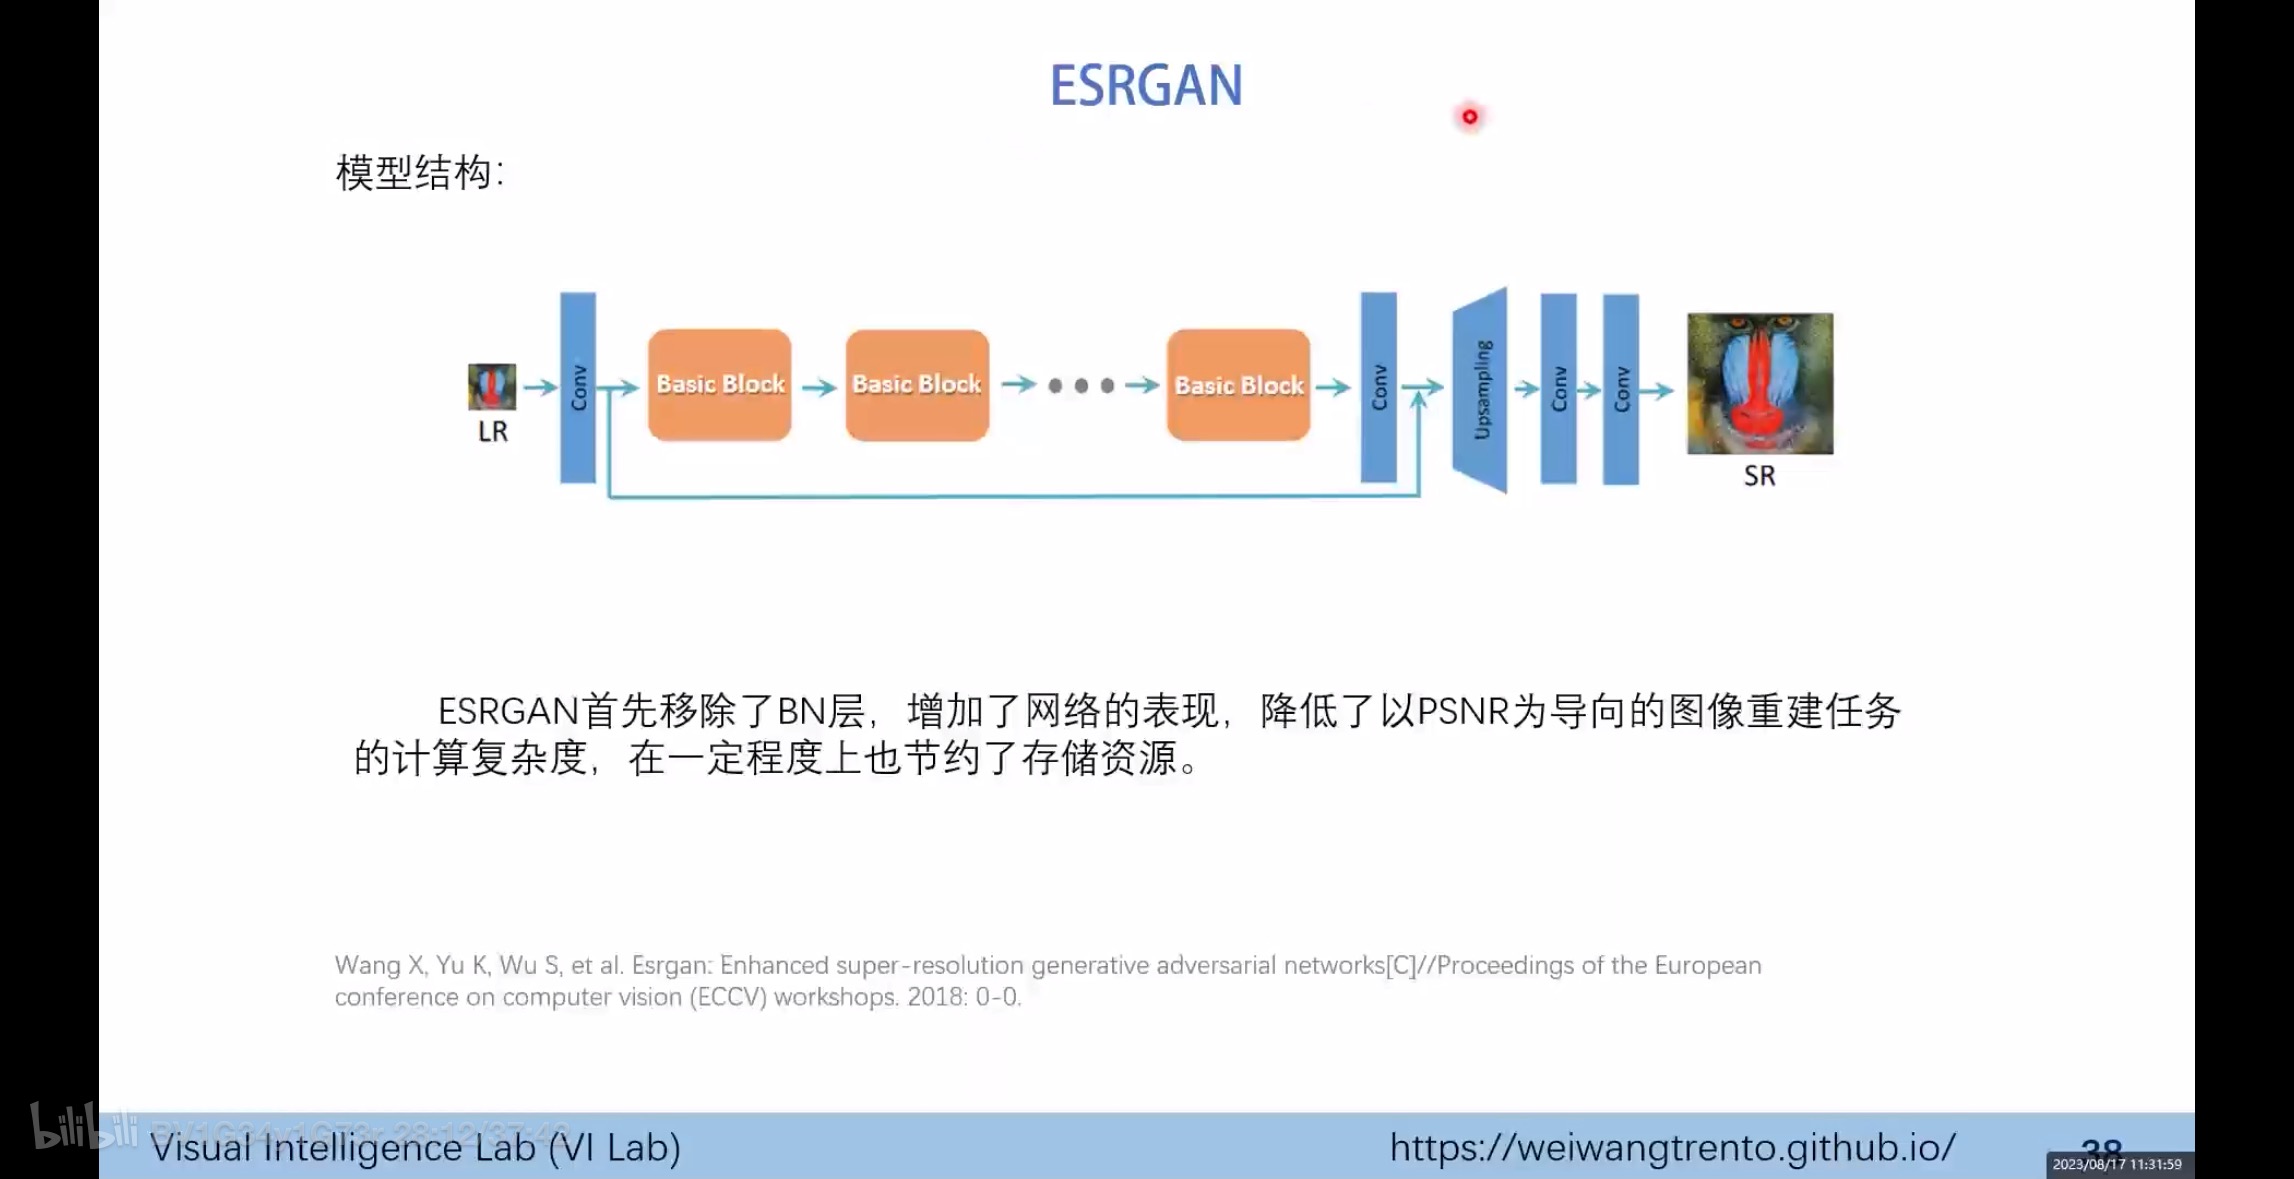 ESRGAN
模型结构：
LR
Conv
Basic Block
Basic Block
Basic Block
Conv
Upsampling
Conv
Conv
SR
ESRGAN首先移除了BN层，增加了网络的表现，降低了以PSNR为导向的图像重建任务
的计算复杂度，在一定程度上也节约了存储资源。
Wang X, Yu K, Wu S, et al. Esrgan: Enhanced super-resolution generative adversarial networks[C]//Proceedings of the European
conference on computer vision (ECCV) workshops. 2018: 0-0.
bilibili
28:12/37:42
Visual Intelligence Lab (VI Lab)
https://weiwangtrento.github.io/
38
2023/08/17 11:31:59